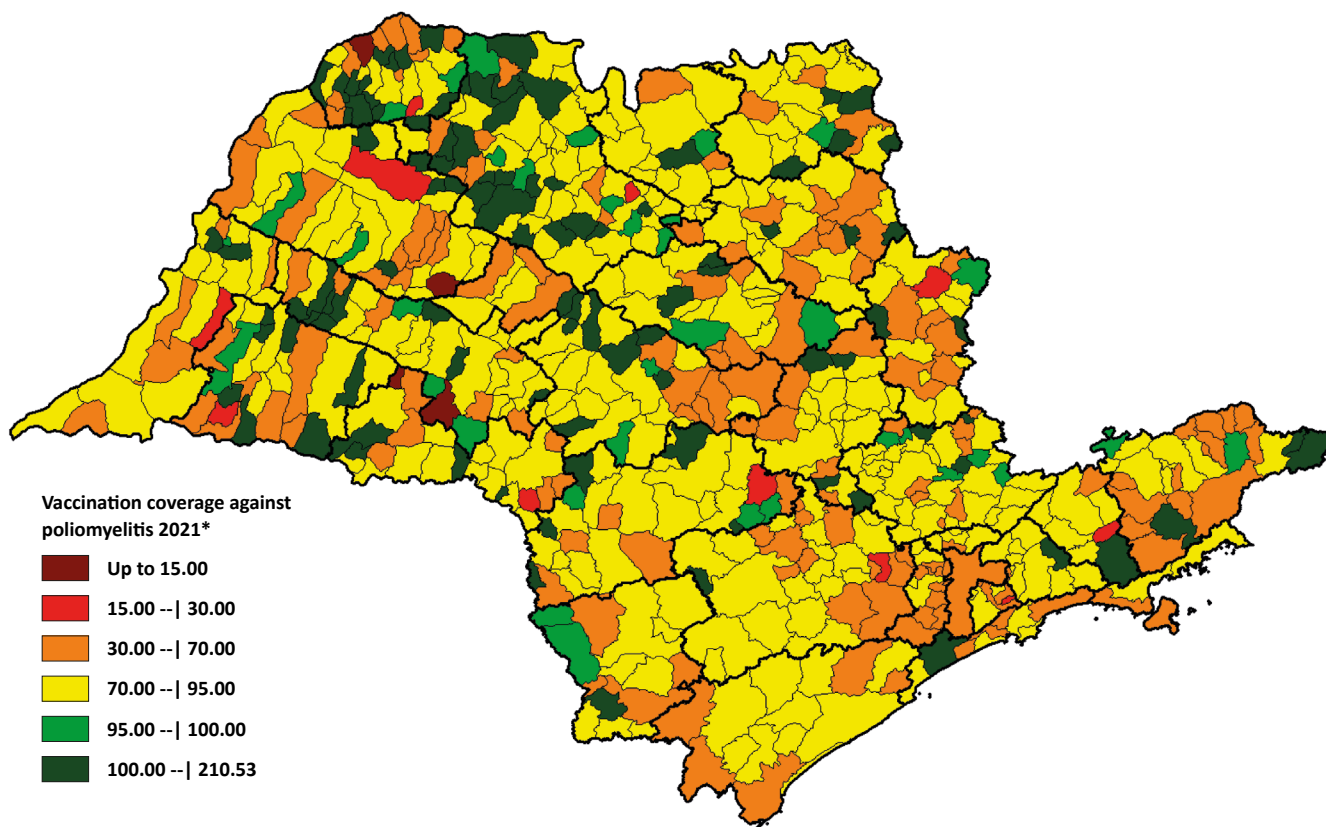 Vaccination coverage against
poliomyelitis 2021*
Up to 15.00
15.00 --| 30.00
30.00 --| 70.00
70.00 --| 95.00
95.00 --| 100.00
100.00 --| 210.53